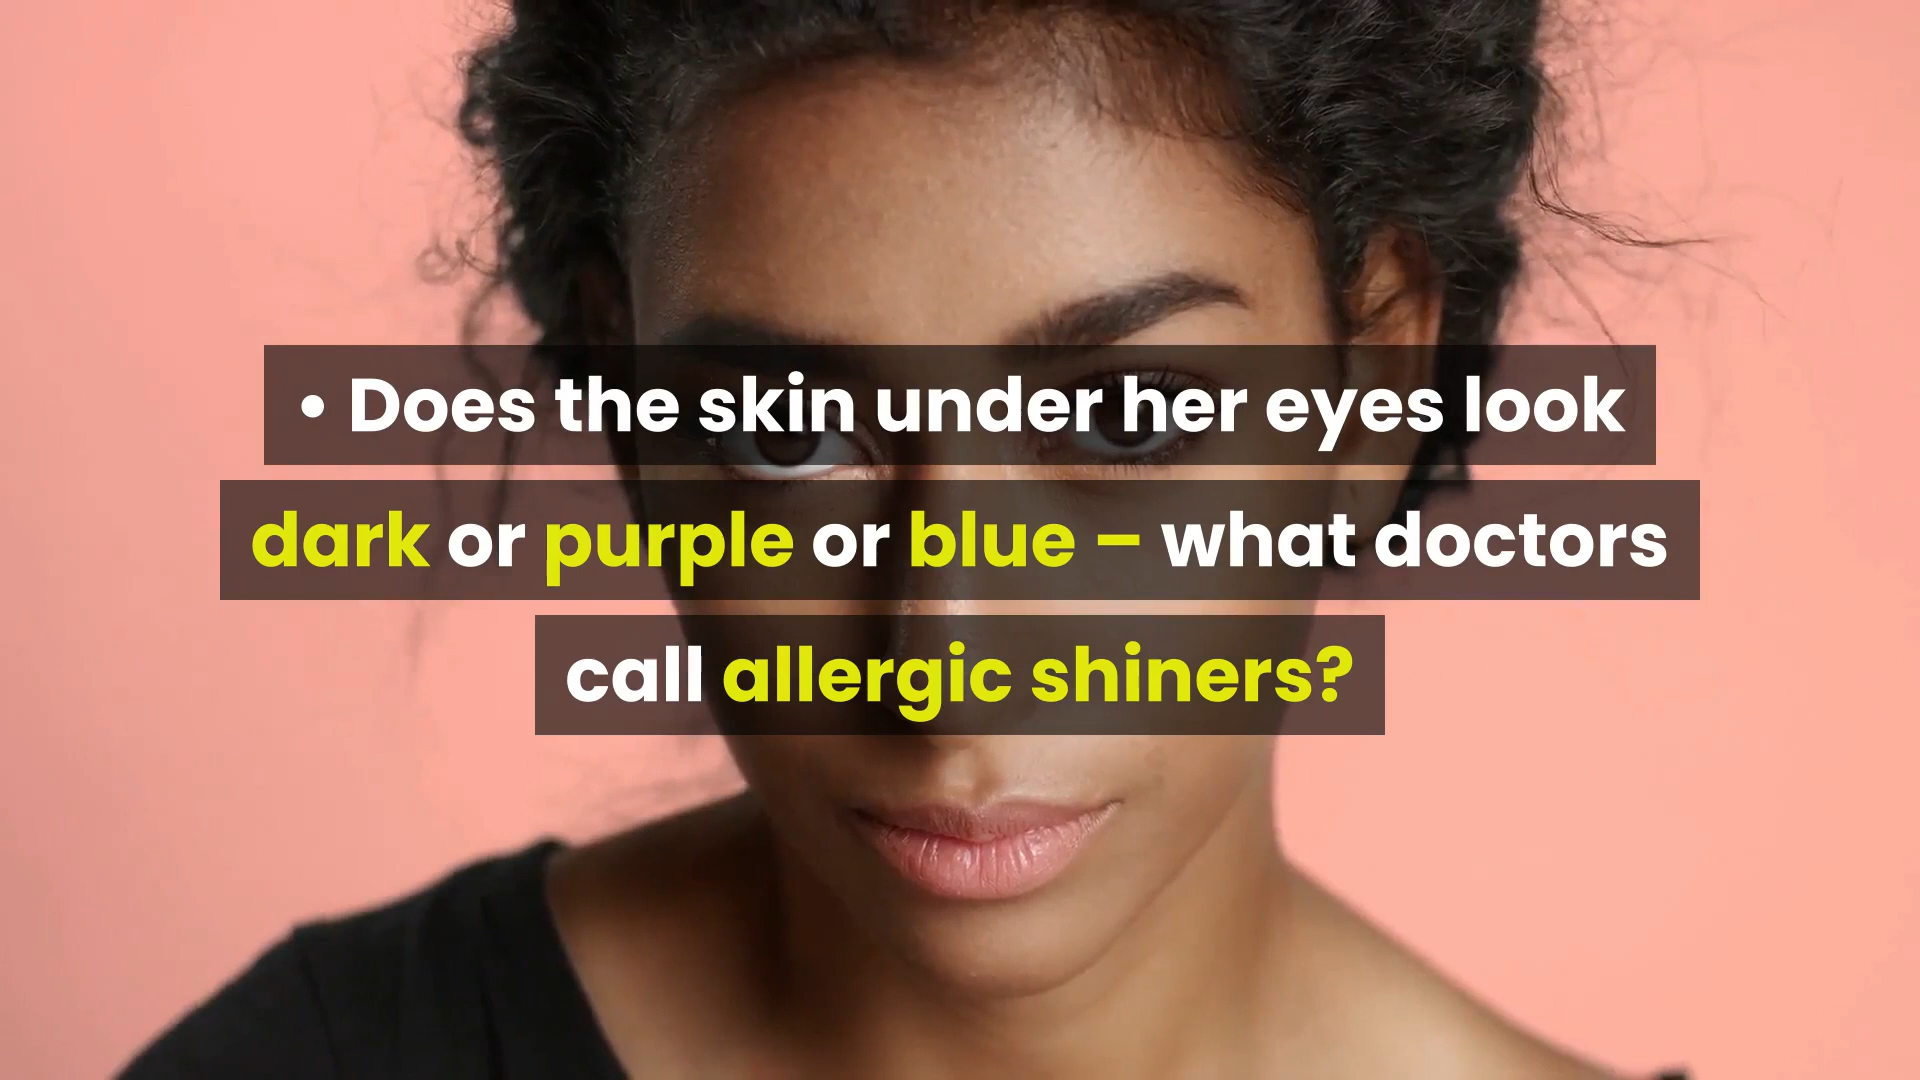 • Does the skin under her eyes look
dark or purple or blue – what doctors
call allergic shiners?